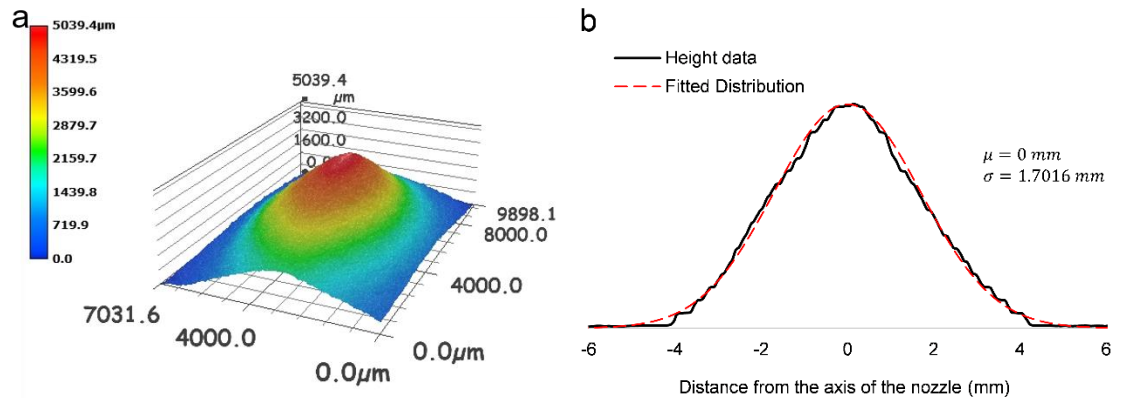 a
5039.4μm
4319.5
3599.6
2879.7
2159.7
1439.8
719.9
0.0
5039.4
μm
3200.0
1600.0
9898.1
8000.0
4000.0
0.0μm
7031.6
4000.0
0.0μm
b
Height data
Fitted Distribution
μ = 0 mm
σ = 1.7016 mm
-6 -4 -2 0 2 4 6
Distance from the axis of the nozzle (mm)